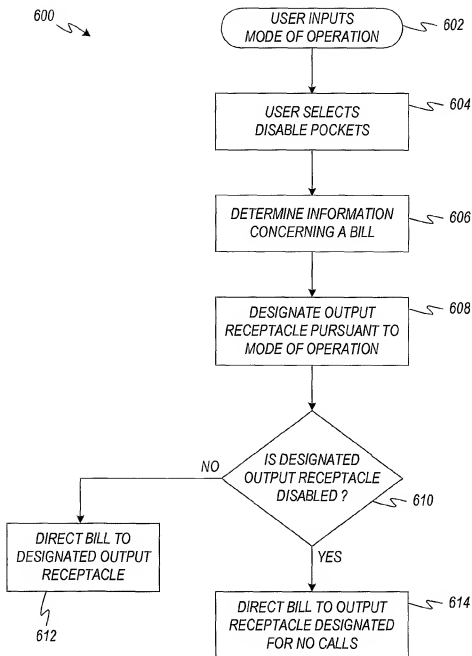 600
USER INPUTS
MODE OF OPERATION
602
USER SELECTS
DISABLE POCKETS
604
DETERMINE INFORMATION
CONCERNING A BILL
606
DESIGNATE OUTPUT
RECEPTACLE PURSUANT TO
MODE OF OPERATION
608
IS DESIGNATED
OUTPUT RECEPTACLE
DISABLED ?
610
NO
DIRECT BILL TO
DESIGNATED OUTPUT
RECEPTACLE
612
YES
DIRECT BILL TO OUTPUT
RECEPTACLE DESIGNATED
FOR NO CALLS
614